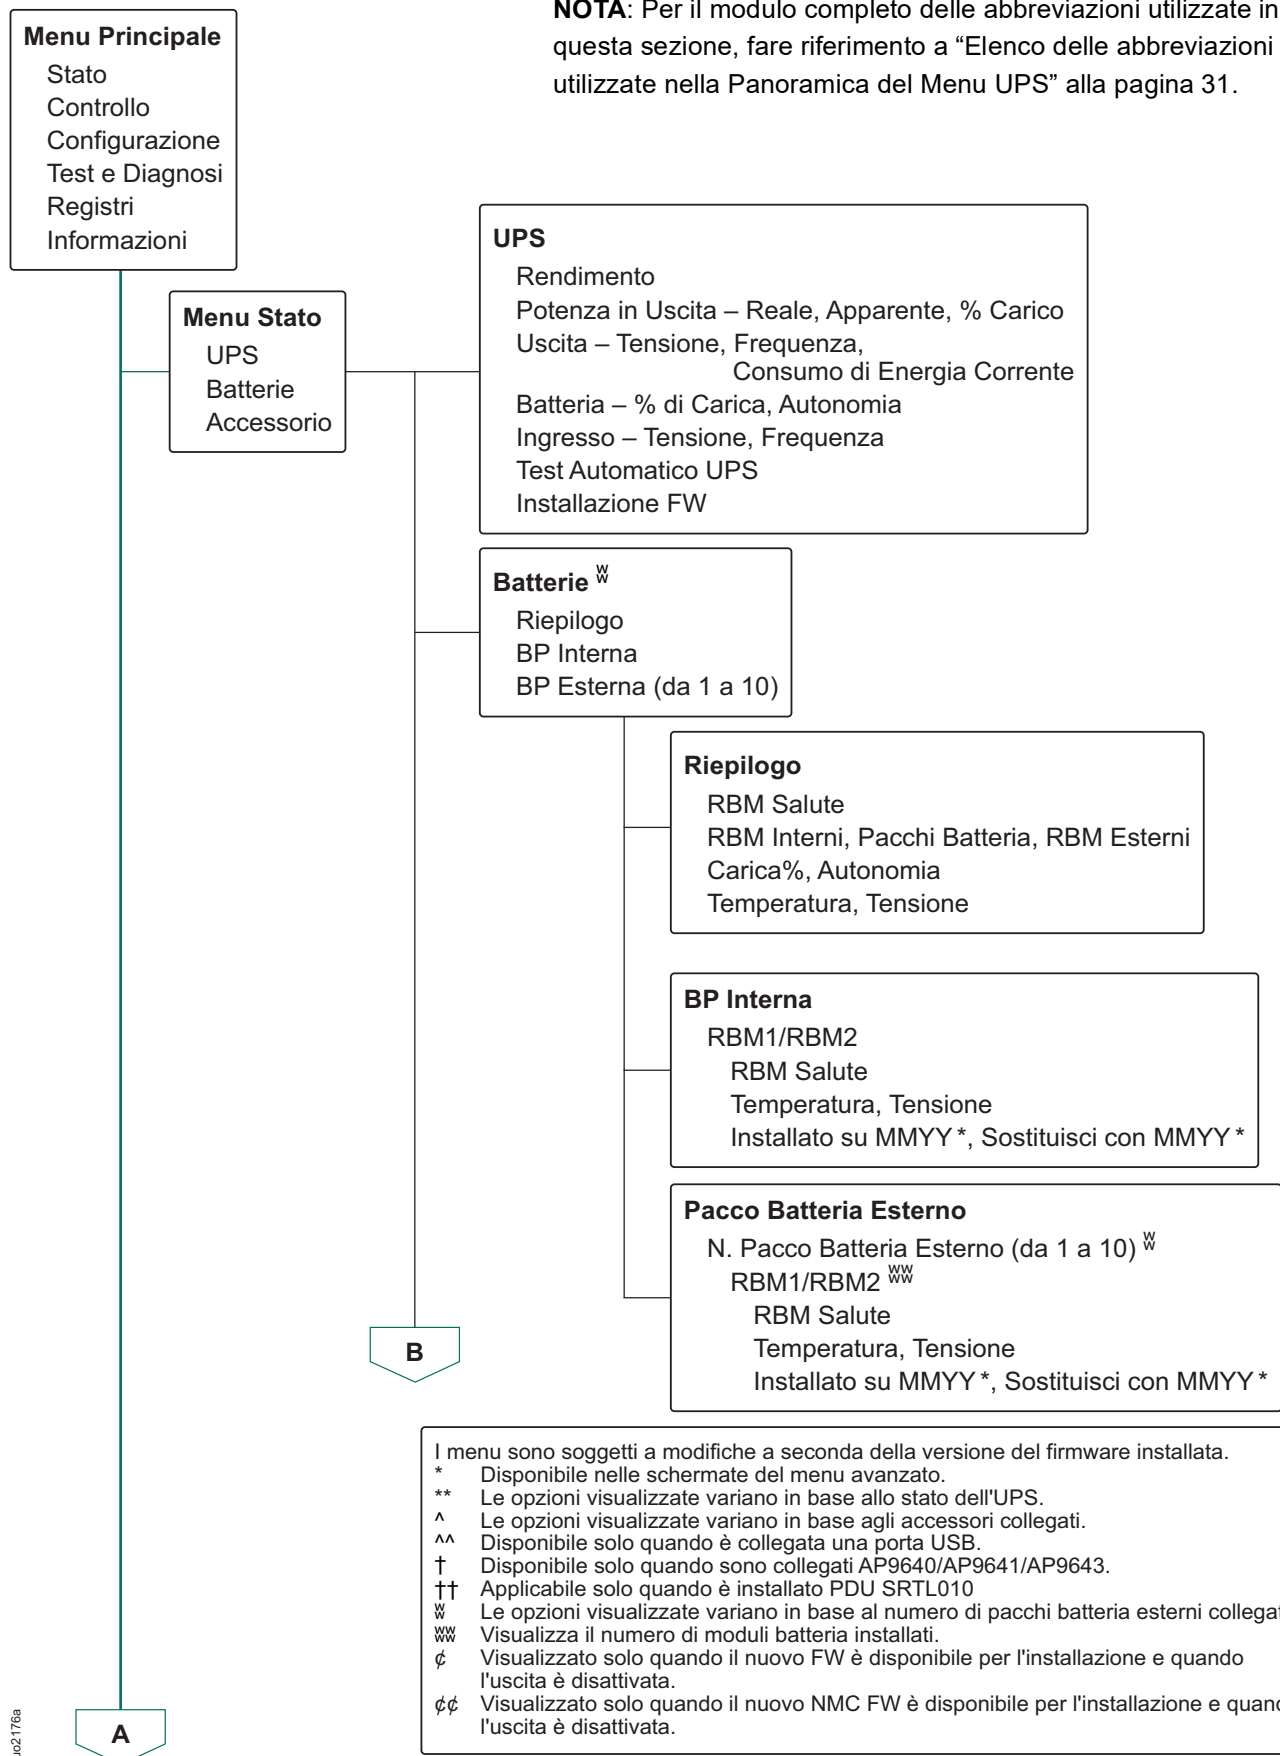 NOTA: Per il modulo completo delle abbreviazioni utilizzate in
questa sezione, fare riferimento a “Elenco delle abbreviazioni
utilizzate nella Panoramica del Menu UPS” alla pagina 31.
Menu Principale
Stato
Controllo
Configurazione
Test e Diagnosi
Registri
Informazioni
Menu Stato
UPS
Batterie
Accessorio
UPS
Rendimento
Potenza in Uscita – Reale, Apparente, % Carico
Uscita – Tensione, Frequenza,
Consumo di Energia Corrente
Batteria – % di Carica, Autonomia
Ingresso – Tensione, Frequenza
Test Automatico UPS
Installazione FW
Batterie ʬ
Riepilogo
BP Interna
BP Esterna (da 1 a 10)
Riepilogo
RBM Salute
RBM Interni, Pacchi Batteria, RBM Esterni
Carica%, Autonomia
Temperatura, Tensione
BP Interna
RBM1/RBM2
RBM Salute
Temperatura, Tensione
Installato su MMYY *, Sostituisci con MMYY *
Pacco Batteria Esterno
N. Pacco Batteria Esterno (da 1 a 10) ʬ
RBM1/RBM2 ʬʬ
RBM Salute
Temperatura, Tensione
Installato su MMYY *, Sostituisci con MMYY *
B
I menu sono soggetti a modifiche a seconda della versione del firmware installata.
* Disponibile nelle schermate del menu avanzato.
** Le opzioni visualizzate variano in base allo stato dell'UPS.
^ Le opzioni visualizzate variano in base agli accessori collegati.
^^ Disponibile solo quando è collegata una porta USB.
† Disponibile solo quando sono collegati AP9640/AP9641/AP9643.
†† Applicabile solo quando è installato PDU SRTL010
ʬ Le opzioni visualizzate variano in base al numero di pacchi batteria esterni collegat
ʬʬ Visualizza il numero di moduli batteria installati.
¢ Visualizzato solo quando il nuovo FW è disponibile per l'installazione e quando
l'uscita è disattivata.
¢¢ Visualizzato solo quando il nuovo NMC FW è disponibile per l'installazione e quand
l'uscita è disattivata.
A